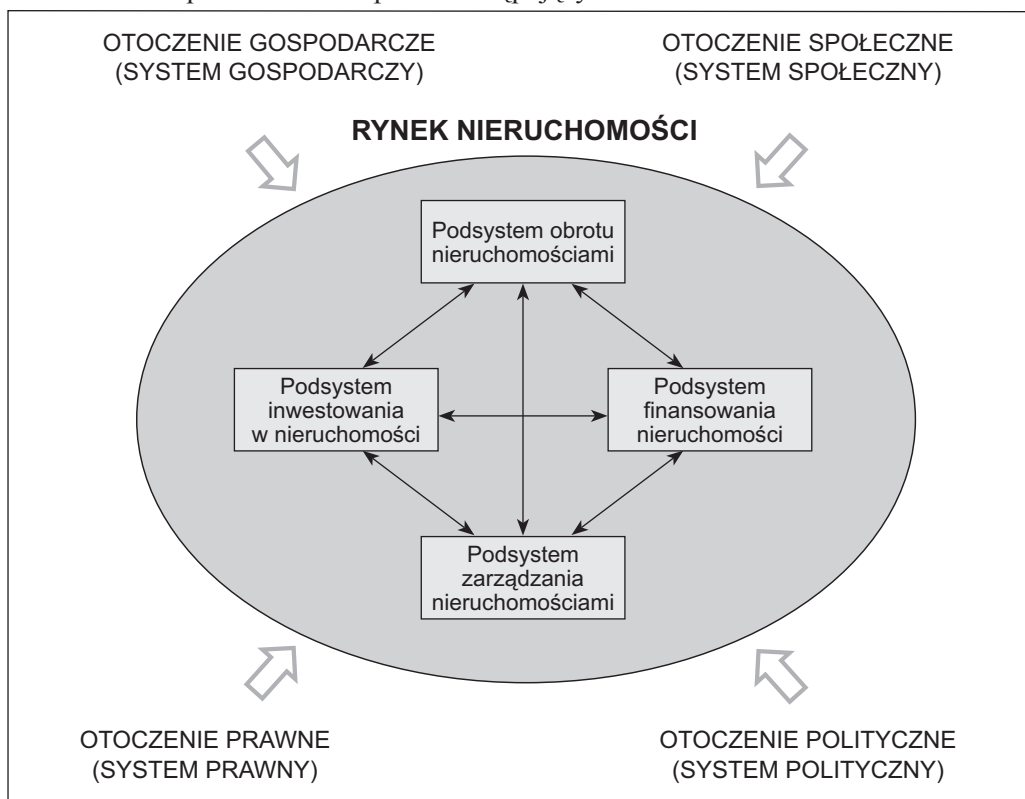 OTOCZENIE GOSPODARCZE
(SYSTEM GOSPODARCZY)
OTOCZENIE SPOŁECZNE
(SYSTEM SPOŁECZNY)
RYNEK NIERUCHOMOŚCI
Podsystem obrotu
nieruchomościami
Podsystem
inwestowania
w nieruchomości
Podsystem
finansowania
nieruchomości
Podsystem
zarządzania
nieruchomościami
OTOCZENIE PRAWNE
(SYSTEM PRAWNY)
OTOCZENIE POLITYCZNE
(SYSTEM POLITYCZNY)